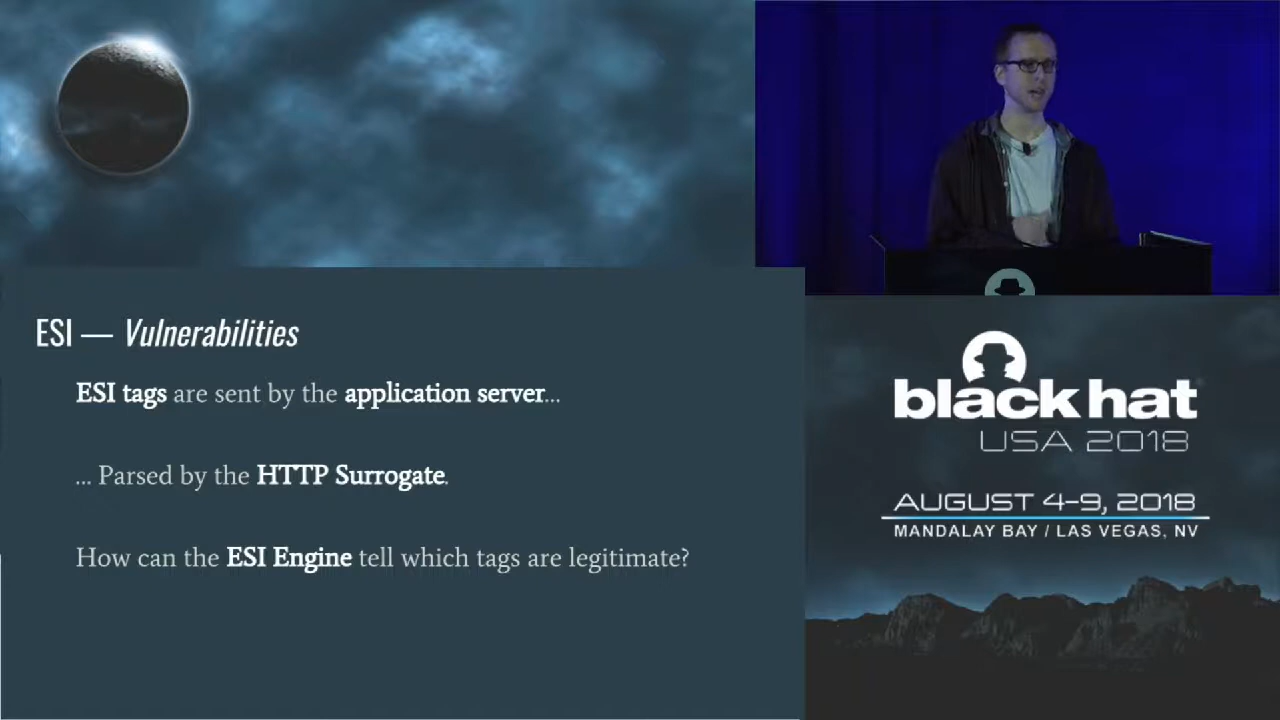 ESI — Vulnerabilities
ESI tags are sent by the application server...
... Parsed by the HTTP Surrogate.
How can the ESI Engine tell which tags are legitimate?
black hat
USA 2018
AUGUST 4-9, 2018
MANDALAY BAY / LAS VEGAS, NV